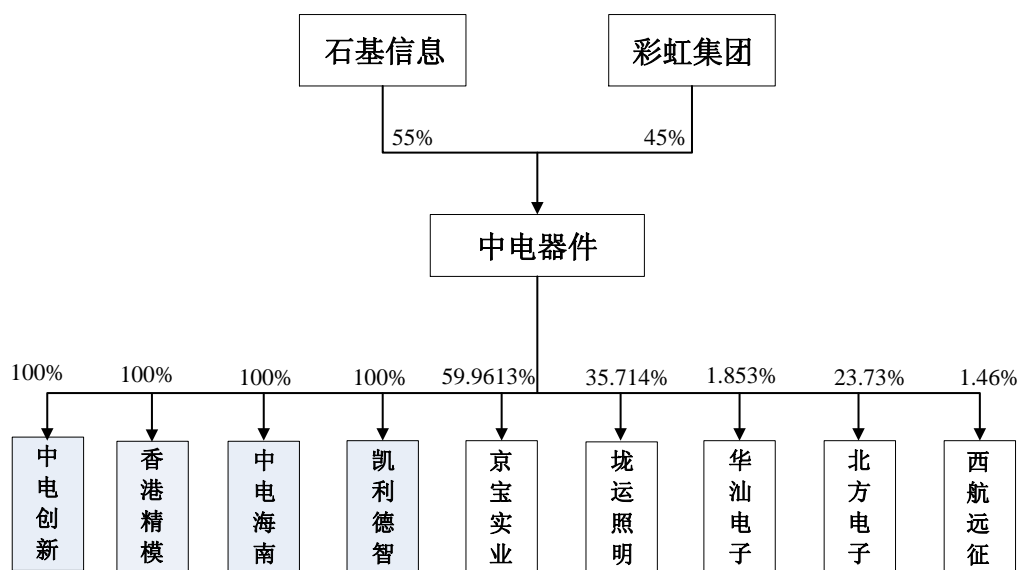 石基信息
彩虹集团
55%
45%
中电器件
100%
100%
100%
100%
59.9613%
35.714%
1.853%
23.73%
1.46%
中电创新
香港精模
中电海南
凯利德智
京宝实业
垅运照明
华汕电子
北方电子
西航远征